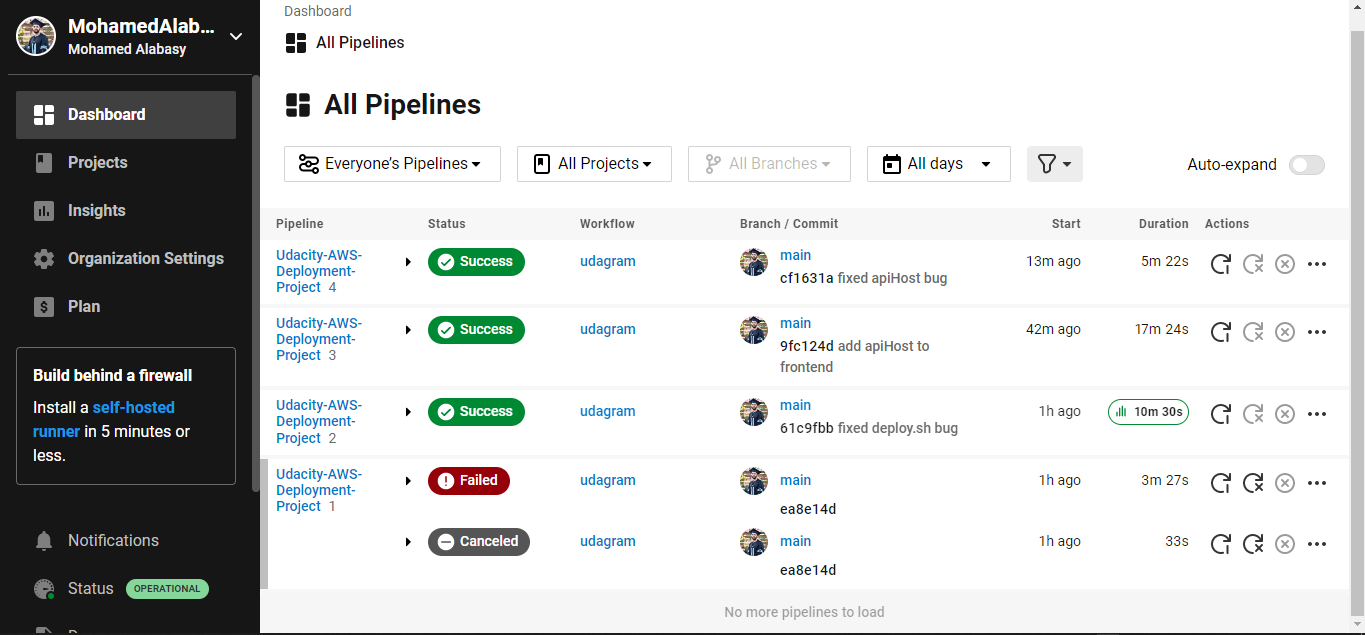 MohamedAlab...
Mohamed Alabasy
Dashboard
Projects
Insights
Organization Settings
Plan
Build behind a firewall
Install a self-hosted
runner in 5 minutes or
less.
Notifications
Status OPERATIONAL
Dashboard
All Pipelines
All Pipelines
Everyone’s Pipelines All Projects All Branches All days Auto-expand
Pipeline Status Workflow Branch / Commit Start Duration Actions
Udacity-AWS-
Deployment-
Project 4
Success udagram main 13m ago 5m 22s
cf1631a fixed apiHost bug
Udacity-AWS-
Deployment-
Project 3
Success udagram main 42m ago 17m 24s
9fc124d add apiHost to
frontend
Udacity-AWS-
Deployment-
Project 2
Success udagram main 1h ago 10m 30s
61c9fbb fixed deploy.sh bug
Udacity-AWS-
Deployment-
Project 1
Failed udagram main 1h ago 3m 27s
ea8e14d
Canceled udagram main 1h ago 33s
ea8e14d
No more pipelines to load